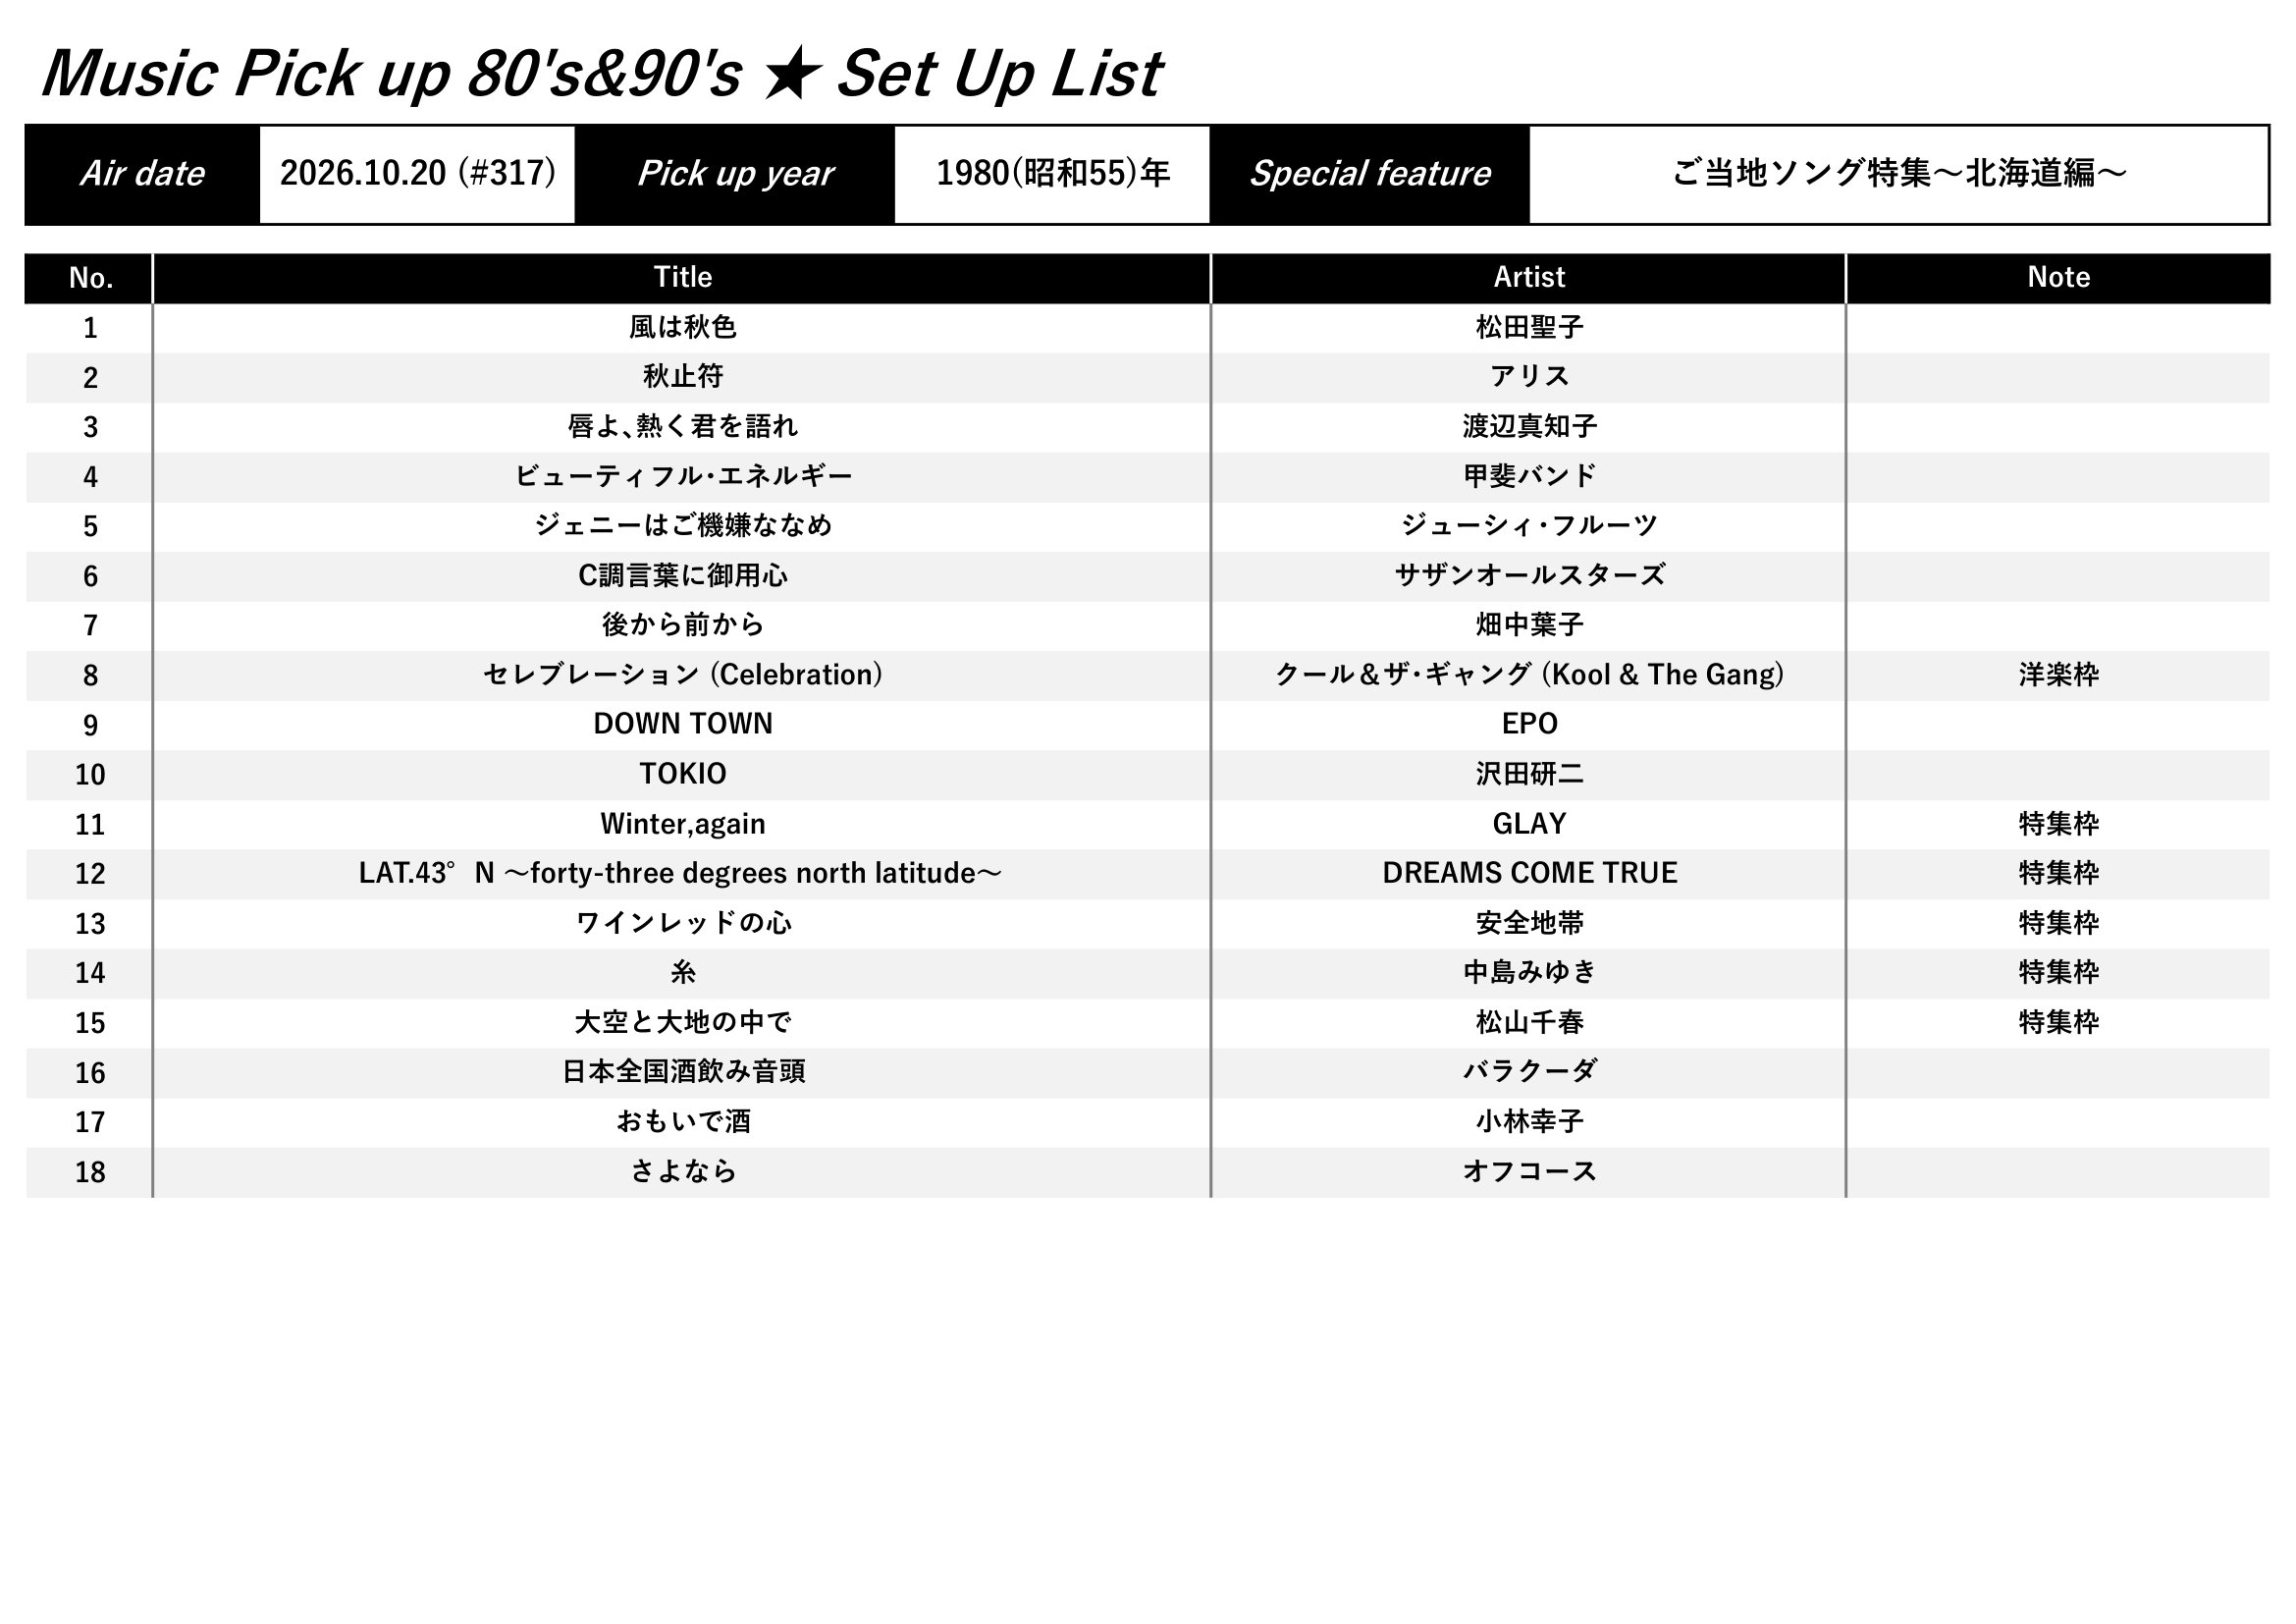 Music Pick up 80's&90's ★ Set Up List
Air date 2026.10.20 (#317) Pick up year 1980(昭和55)年 Special feature ご当地ソング特集～北海道編～
No. Title Artist Note
1 風は秋色 松田聖子
2 秋止符 アリス
3 唇よ、熱く君を語れ 渡辺真知子
4 ビューティフル・エネルギー 甲斐バンド
5 ジェニーはご機嫌ななめ ジューシィ・フルーツ
6 C調言葉に御用心 サザンオールスターズ
7 後から前から 畑中葉子
8 セレブレーション (Celebration) クール＆ザ・ギャング (Kool & The Gang) 洋楽枠
9 DOWN TOWN EPO
10 TOKIO 沢田研二
11 Winter,again GLAY 特集枠
12 LAT.43°N ～forty-three degrees north latitude～ DREAMS COME TRUE 特集枠
13 ワインレッドの心 安全地帯 特集枠
14 糸 中島みゆき 特集枠
15 大空と大地の中で 松山千春 特集枠
16 日本全国酒飲み音頭 バラクーダ
17 おもいで酒 小林幸子
18 さよなら オフコース